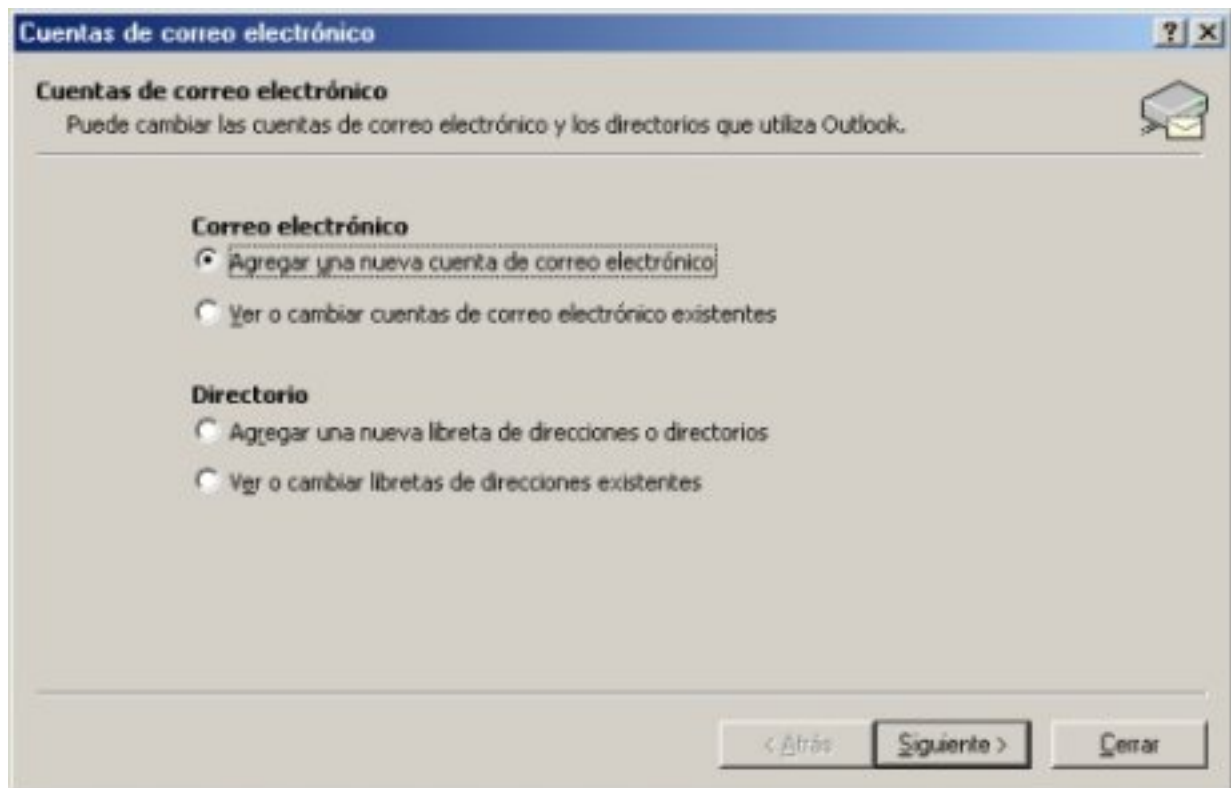 Cuentas de correo electrónico
Cuentas de correo electrónico
Puede cambiar las cuentas de correo electrónico y los directorios que utiliza Outlook.
Correo electrónico
Agregar una nueva cuenta de correo electrónico
Ver o cambiar cuentas de correo electrónico existentes
Directorio
Agregar una nueva libreta de direcciones o directorios
Ver o cambiar libretas de direcciones existentes
< Atrás Siguiente > Cerrar